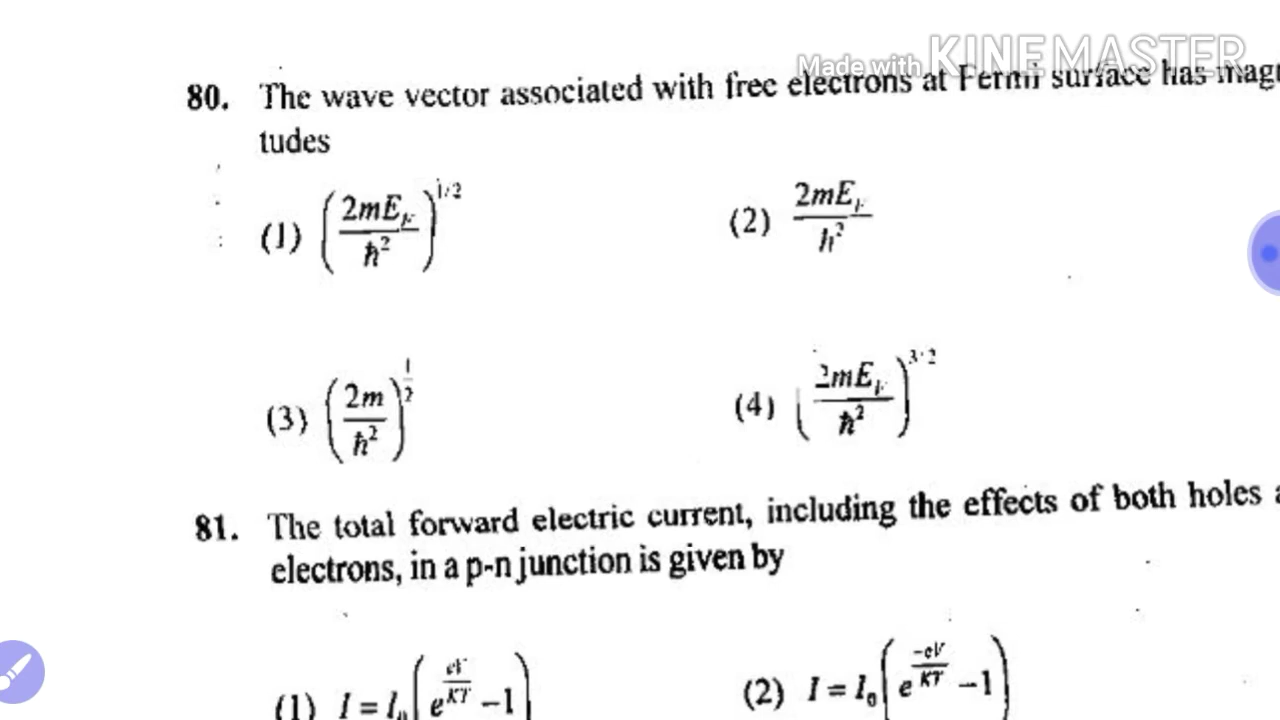 Made with KINEMASTER
80. The wave vector associated with free electrons at Fermi surface has magn
tudes
(1) (2mE_F / ħ²)^1/2 (2) 2mE_F / h²
(3) (2m / ħ²)^1/2 (4) (2mE_F / ħ²)^3/2
81. The total forward electric current, including the effects of both holes a
electrons, in a p-n junction is given by
(1) I = I₀(e^(eV/KT) – 1) (2) I = I₀(e^(-eV/KT) – 1)